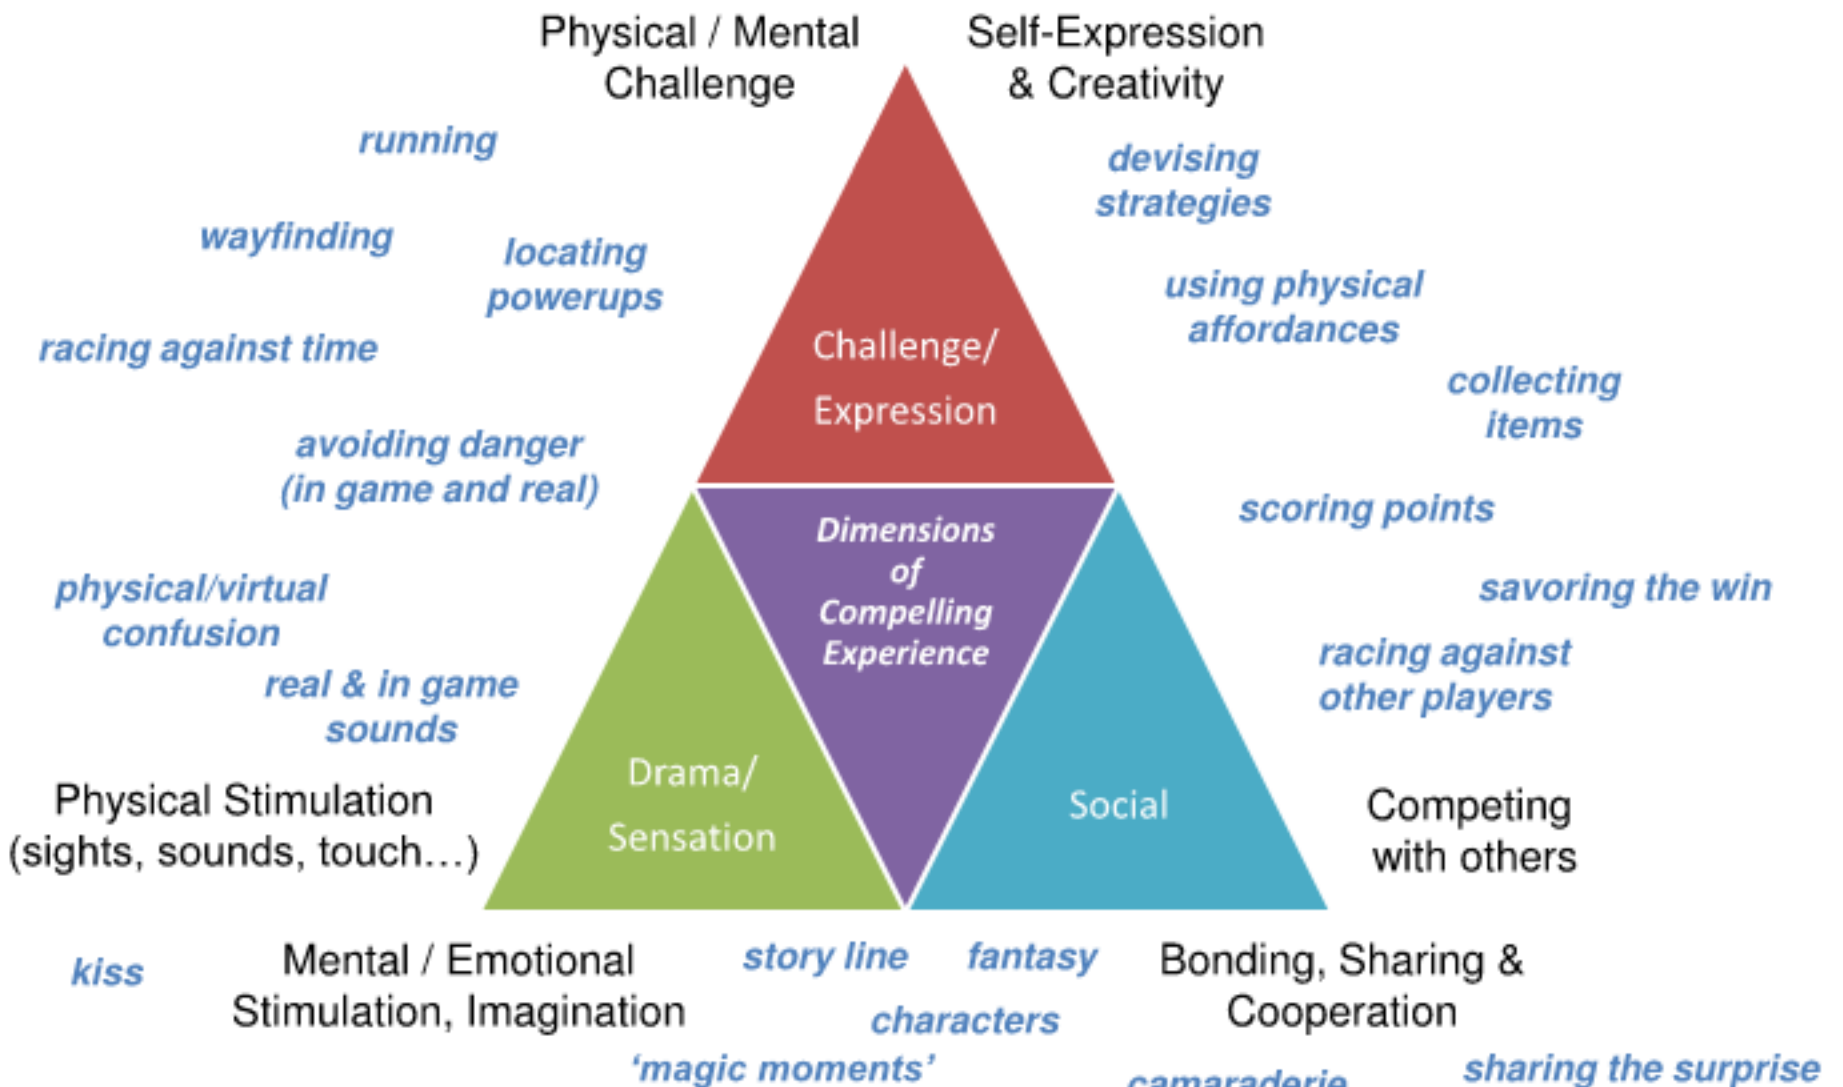 Physical / Mental
Challenge
Self-Expression
& Creativity
running
devising
strategies
wayfinding
locating
powerups
using physical
affordances
racing against time
Challenge/
Expression
collecting
items
avoiding danger
(in game and real)
scoring points
Dimensions
of
Compelling
Experience
physical/virtual
confusion
savoring the win
real & in game
sounds
racing against
other players
Drama/
Sensation
Social
Physical Stimulation
(sights, sounds, touch...)
Competing
with others
kiss
Mental / Emotional
Stimulation, Imagination
story line
fantasy
Bonding, Sharing &
Cooperation
characters
‘magic moments’
camaraderie
sharing the surprise